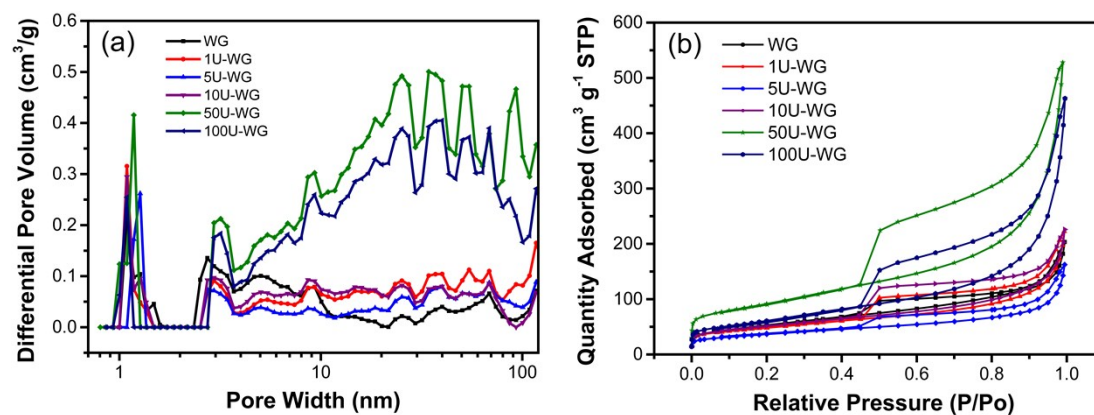 (a)
Differential Pore Volume (cm³/g)
0.6
0.5
0.4
0.3
0.2
0.1
0.0
WG
1U-WG
5U-WG
10U-WG
50U-WG
100U-WG
1
10
100
Pore Width (nm)
(b)
Quantity Adsorbed (cm³ g⁻¹ STP)
600
500
400
300
200
100
0
WG
1U-WG
5U-WG
10U-WG
50U-WG
100U-WG
0.0
0.2
0.4
0.6
0.8
1.0
Relative Pressure (P/Po)